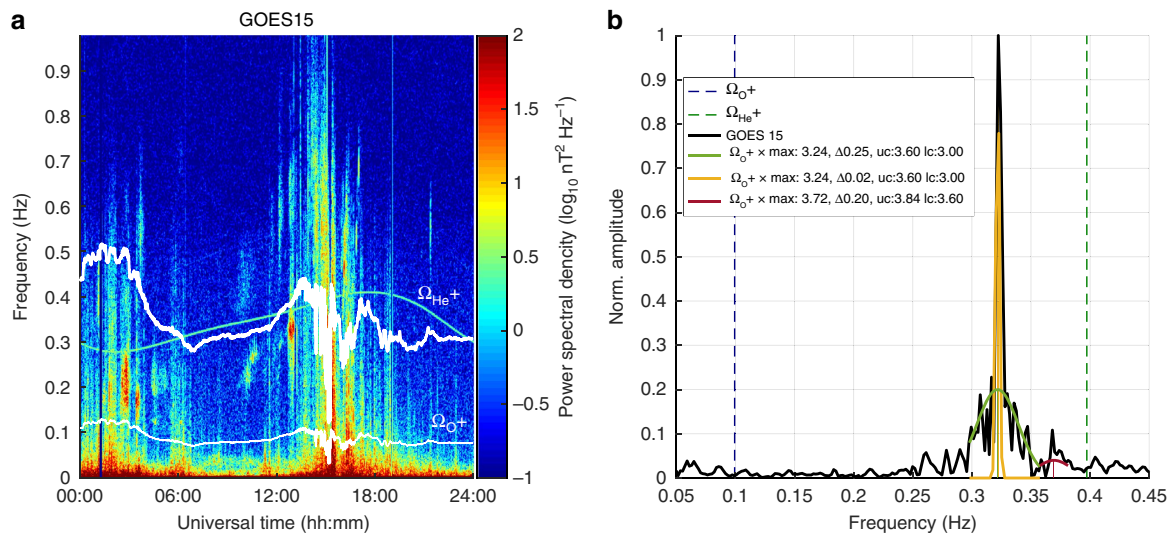 a
GOES15
Frequency (Hz)
0.9
0.8
0.7
0.6
0.5
0.4
0.3
0.2
0.1
0
ΩHe+
ΩO+
00:00 06:00 12:00 18:00 24:00
Universal time (hh:mm)
2
1.5
1
0.5
0
−0.5
−1
Power spectral dencity (log10 nT2 Hz−1)
b
Norm. amplitude
1
0.9
0.8
0.7
0.6
0.5
0.4
0.3
0.2
0.1
0
ΩO+
ΩHe+
GOES 15
ΩO+ × max: 3.24, Δ0.25, uc:3.60 lc:3.00
ΩO+ × max: 3.24, Δ0.02, uc:3.60 lc:3.00
ΩO+ × max: 3.72, Δ0.20, uc:3.84 lc:3.60
0.05 0.1 0.15 0.2 0.25 0.3 0.35 0.4 0.45
Frequency (Hz)